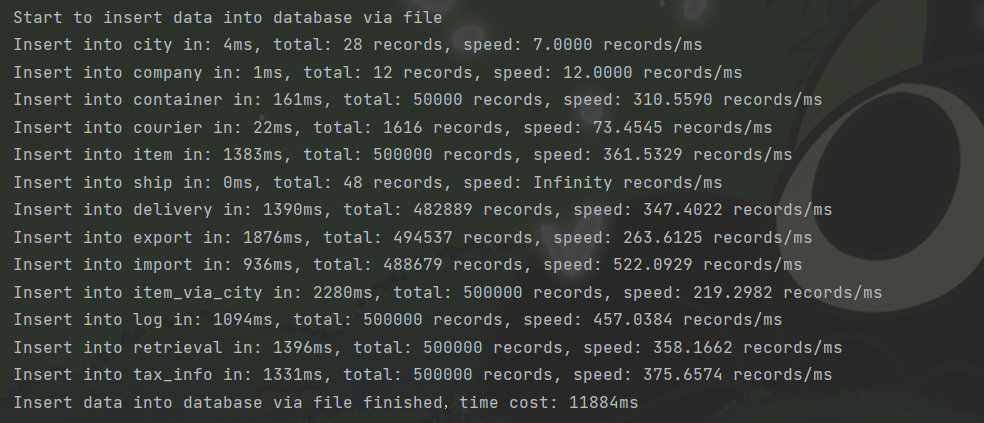 Start to insert data into database via file
Insert into city in: 4ms, total: 28 records, speed: 7.0000 records/ms
Insert into company in: 1ms, total: 12 records, speed: 12.0000 records/ms
Insert into container in: 161ms, total: 50000 records, speed: 310.5590 records/ms
Insert into courier in: 22ms, total: 1616 records, speed: 73.4545 records/ms
Insert into item in: 1383ms, total: 500000 records, speed: 361.5329 records/ms
Insert into ship in: 0ms, total: 48 records, speed: Infinity records/ms
Insert into delivery in: 1390ms, total: 482889 records, speed: 347.4022 records/ms
Insert into export in: 1876ms, total: 494537 records, speed: 263.6125 records/ms
Insert into import in: 936ms, total: 488679 records, speed: 522.0929 records/ms
Insert into item_via_city in: 2280ms, total: 500000 records, speed: 219.2982 records/ms
Insert into log in: 1094ms, total: 500000 records, speed: 457.0384 records/ms
Insert into retrieval in: 1396ms, total: 500000 records, speed: 358.1662 records/ms
Insert into tax_info in: 1331ms, total: 500000 records, speed: 375.6574 records/ms
Insert data into database via file finished，time cost: 11884ms